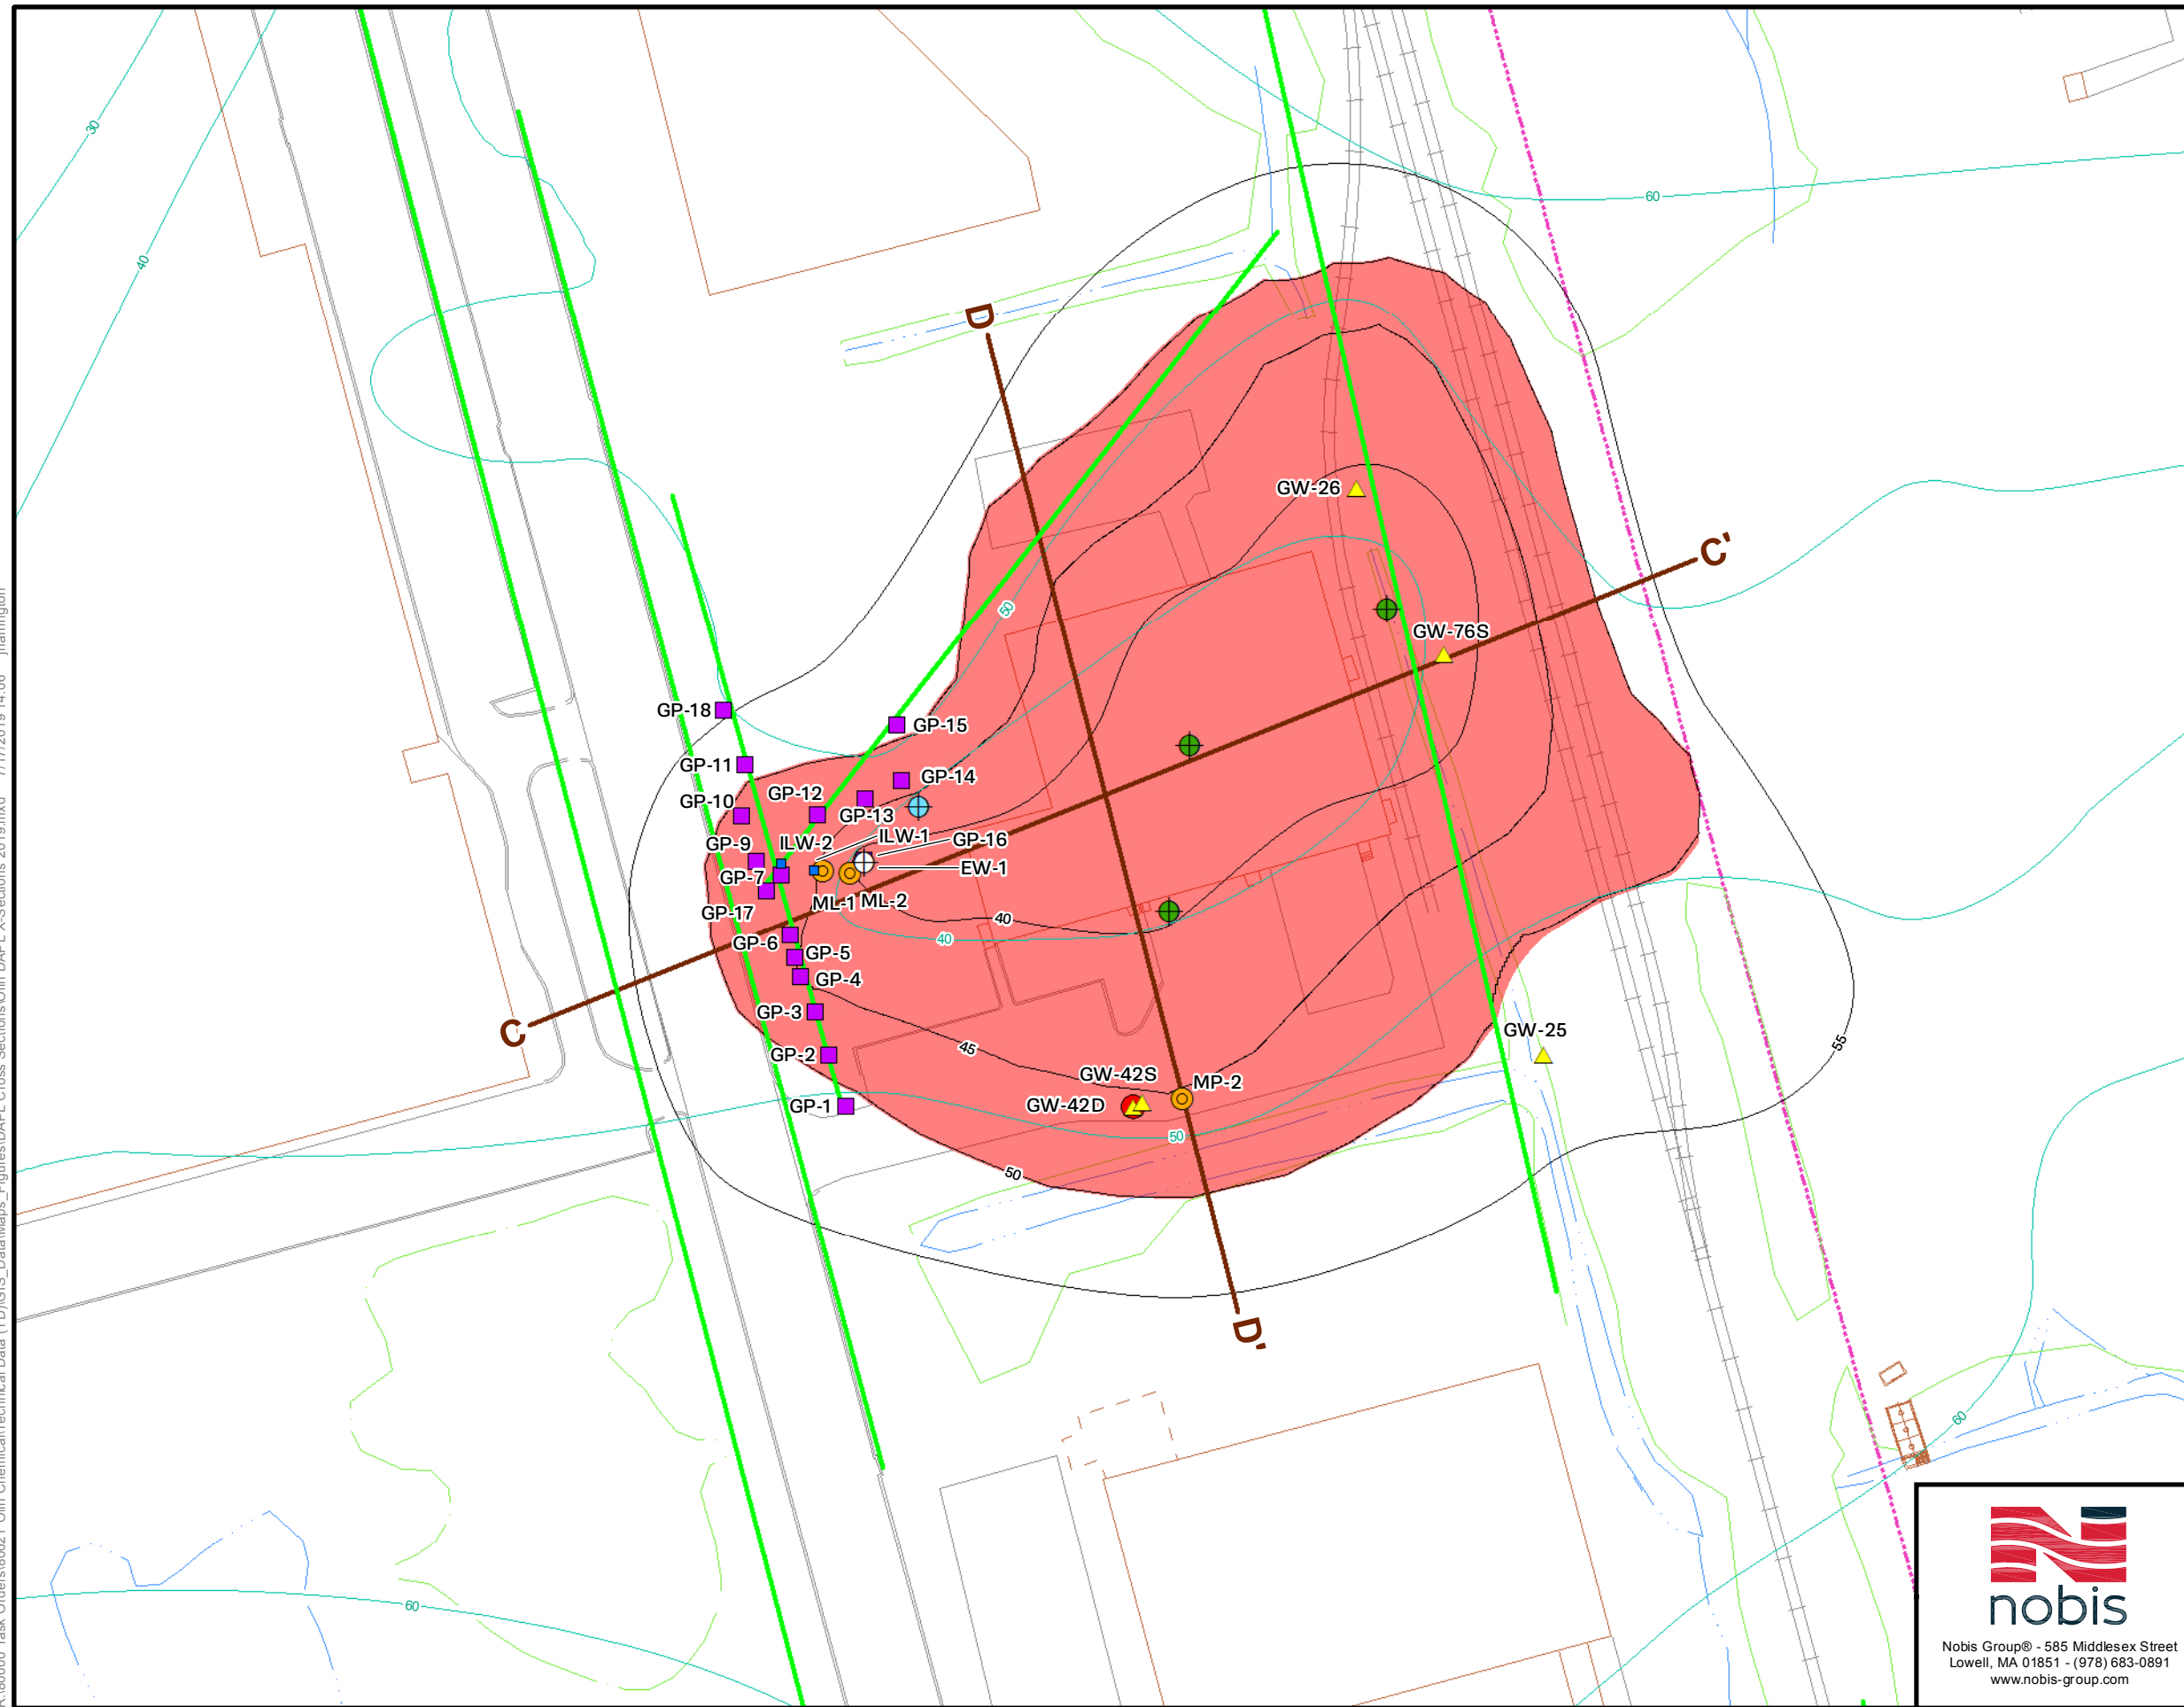 30
40
60
D
GW-26
C'
50
GW-76S
GP-18
GP-15
GP-11
GP-14
GP-12
GP-10
GP-13
ILW-1
ILW-2
GP-16
GP-9
EW-1
GP-7
ML-1
ML-2
GP-17
40
40
GP-6
GP-5
GP-4
C
GP-3
GW-25
45
55
GP-2
GW-42S
MP-2
GP-1
GW-42D
50
50
D'
60
60
nobis
Nobis Group® - 585 Middlesex Street
Lowell, MA 01851 - (978) 683-0891
www.nobis-group.com